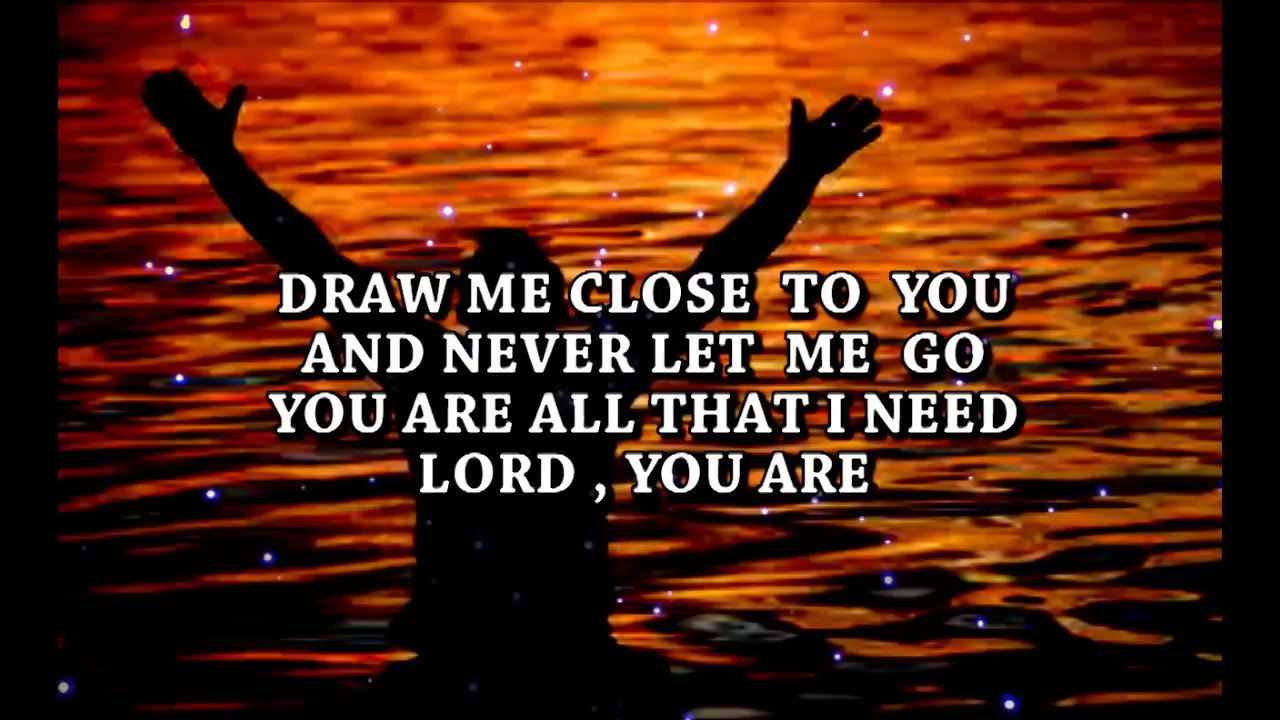 DRAW ME CLOSE TO YOU
AND NEVER LET ME GO
YOU ARE ALL THAT I NEED
LORD , YOU ARE